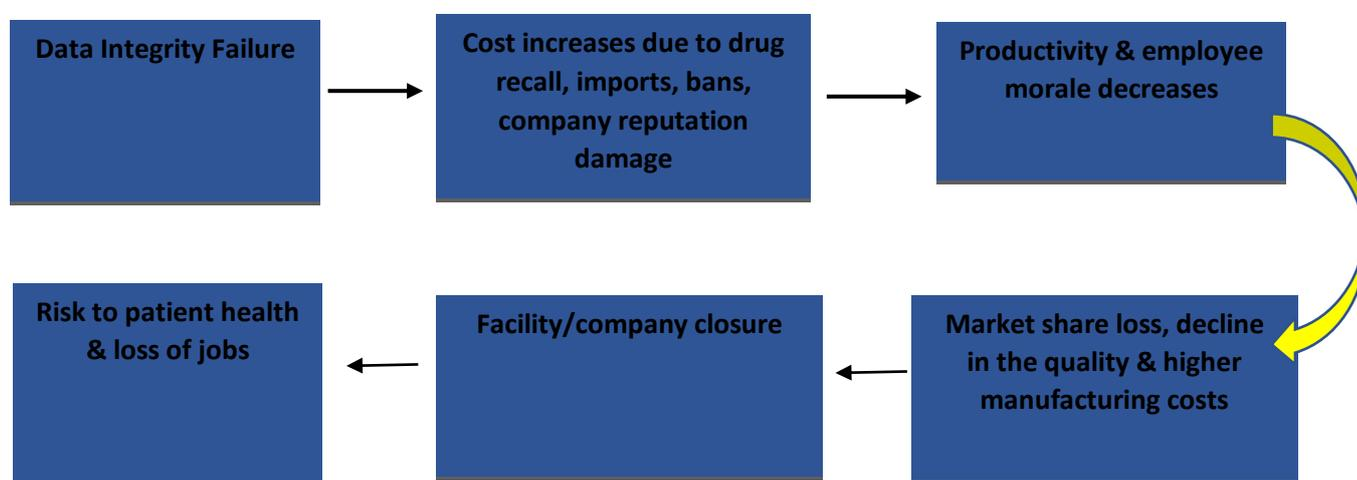 Data Integrity Failure
Cost increases due to drug
recall, imports, bans,
company reputation
damage
Productivity & employee
morale decreases
Market share loss, decline
in the quality & higher
manufacturing costs
Facility/company closure
Risk to patient health
& loss of jobs